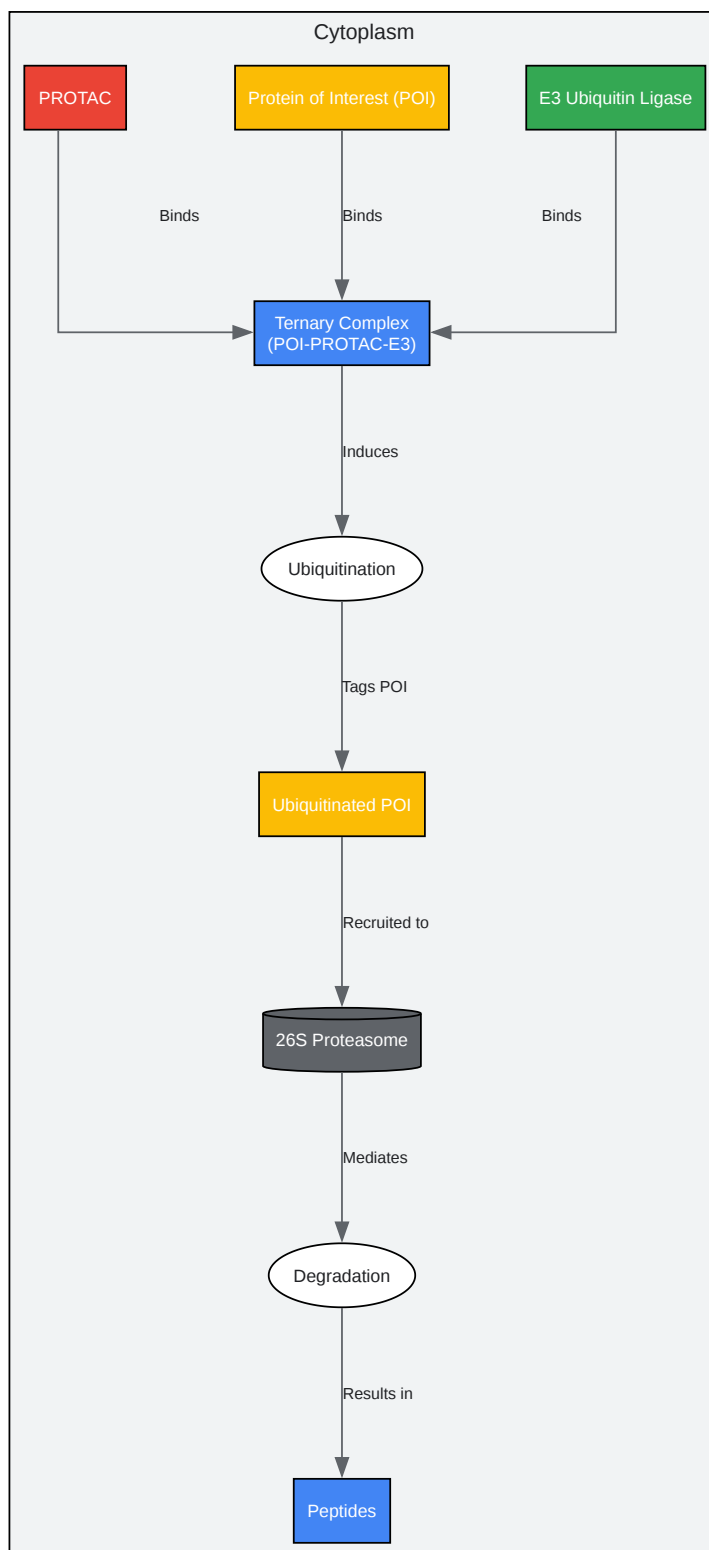 Cytoplasm
PROTAC
Protein of Interest (POI)
E3 Ubiquitin Ligase
Binds
Binds
Binds
Ternary Complex
(POI-PROTAC-E3)
Induces
Ubiquitination
Tags POI
Ubiquitinated POI
Recruited to
26S Proteasome
Mediates
Degradation
Results in
Peptides